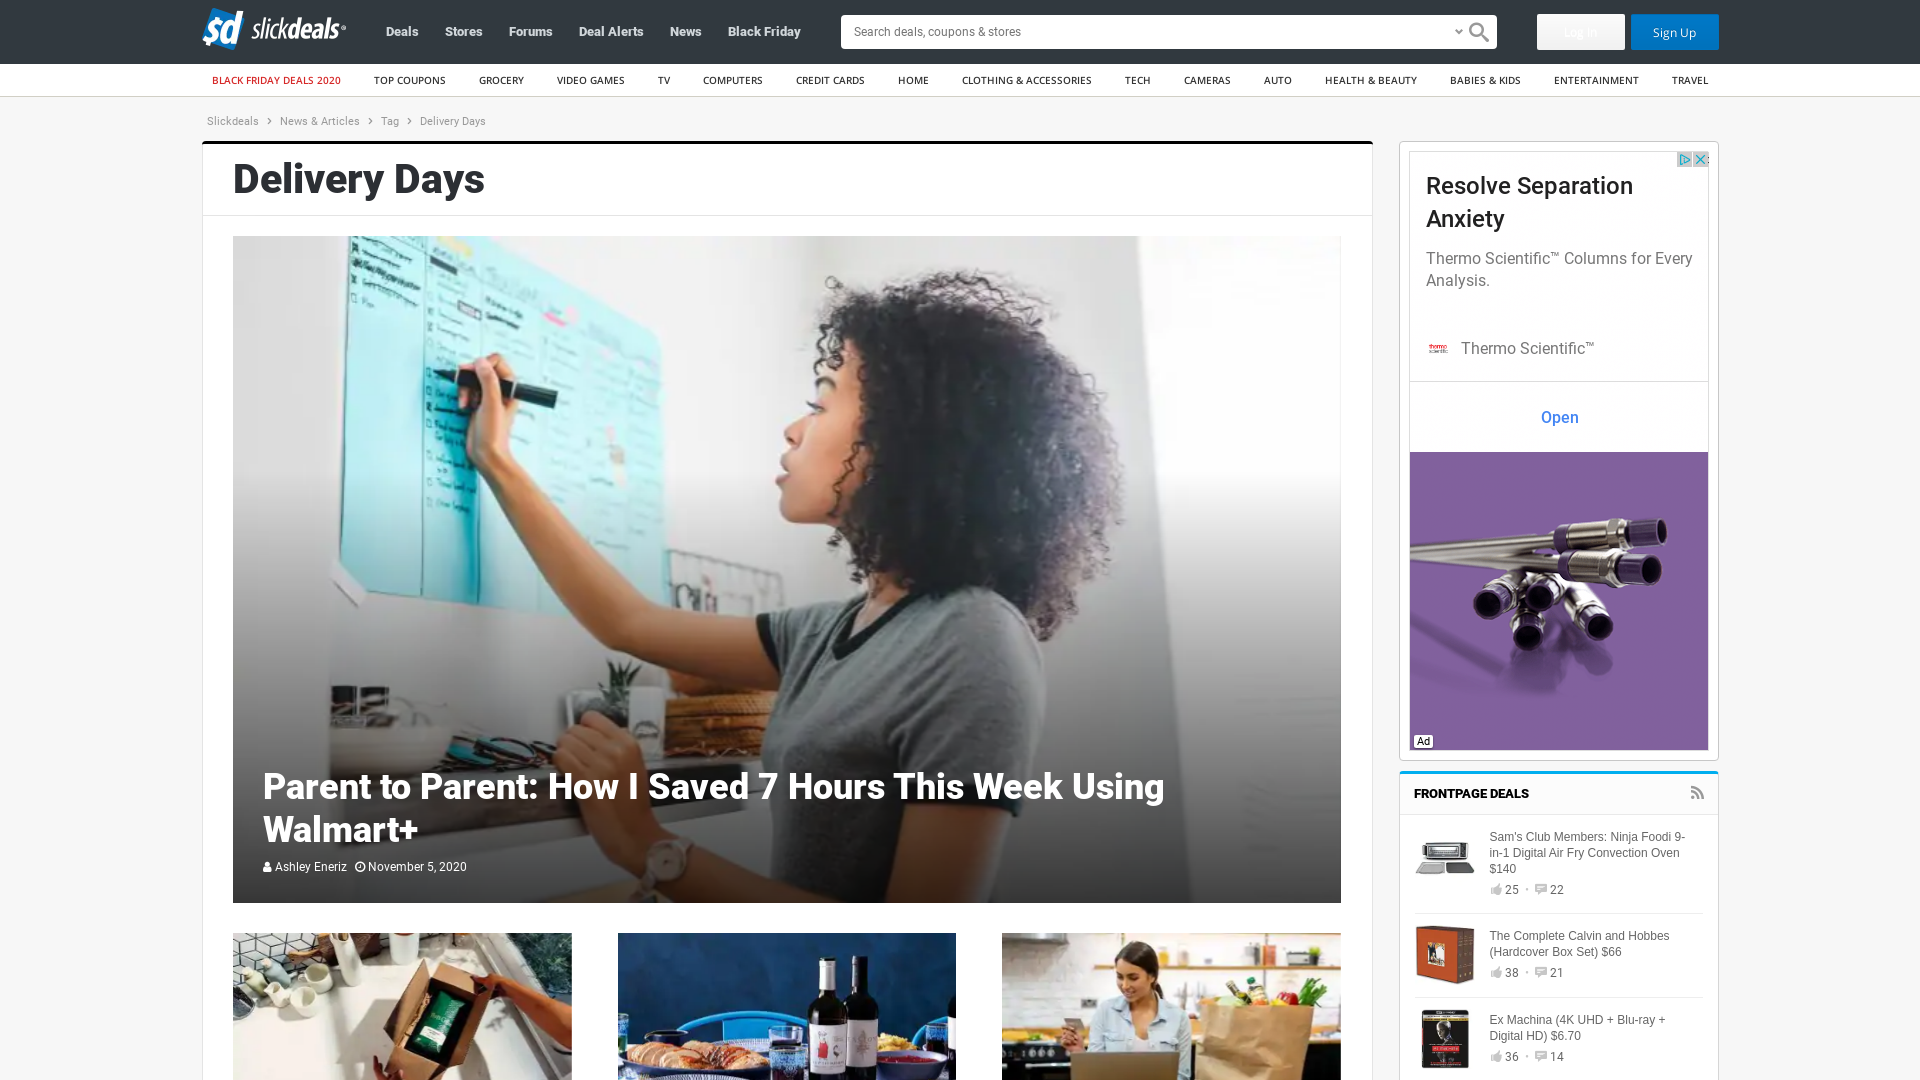 $d slickdeals
Deals
Stores
Forums
Deal Alerts
News
Black Friday
Search deals, coupons & stores
Log In
Sign Up
BLACK FRIDAY DEALS 2020
TOP COUPONS
GROCERY
VIDEO GAMES
TV
COMPUTERS
CREDIT CARDS
HOME
CLOTHING & ACCESSORIES
TECH
CAMERAS
AUTO
HEALTH & BEAUTY
BABIES & KIDS
ENTERTAINMENT
TRAVEL
Slickdeals > News & Articles > Tag > Delivery Days
Delivery Days
Parent to Parent: How I Saved 7 Hours This Week Using
Walmart+
Ashley Eneriz November 5, 2020
Resolve Separation
Anxiety
Thermo Scientific™ Columns for Every
Analysis.
thermo
scientific
Thermo Scientific™
Open
Ad
FRONTPAGE DEALS
Sam's Club Members: Ninja Foodi 9-
in-1 Digital Air Fry Convection Oven
$140
25 • 22
The Complete Calvin and Hobbes
(Hardcover Box Set) $66
38 • 21
Ex Machina (4K UHD + Blu-ray +
Digital HD) $6.70
36 • 14